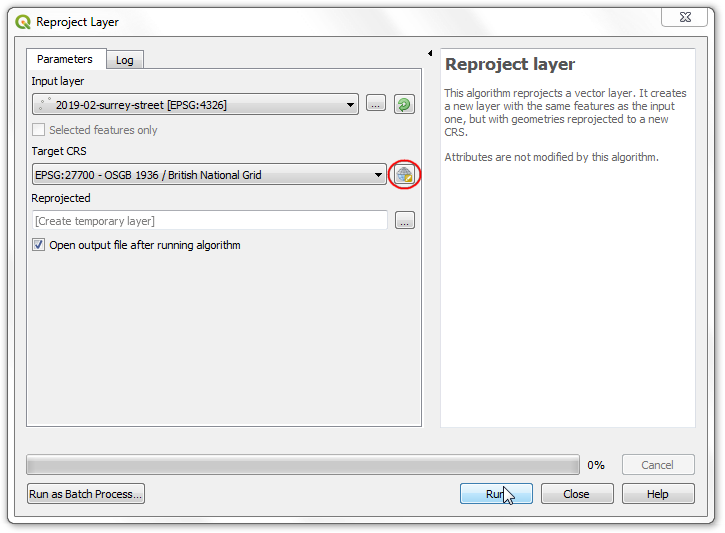 Reproject Layer
Parameters
Log
Input layer
2019-02-surrey-street [EPSG:4326]
...
Selected features only
Target CRS
EPSG:27700 - OSGB 1936 / British National Grid
Reprojected
[Create temporary layer]
...
Open output file after running algorithm
Reproject layer
This algorithm reprojects a vector layer. It creates
a new layer with the same features as the input
one, but with geometries reprojected to a new
CRS.
Attributes are not modified by this algorithm.
0%
Cancel
Run as Batch Process...
Run
Close
Help